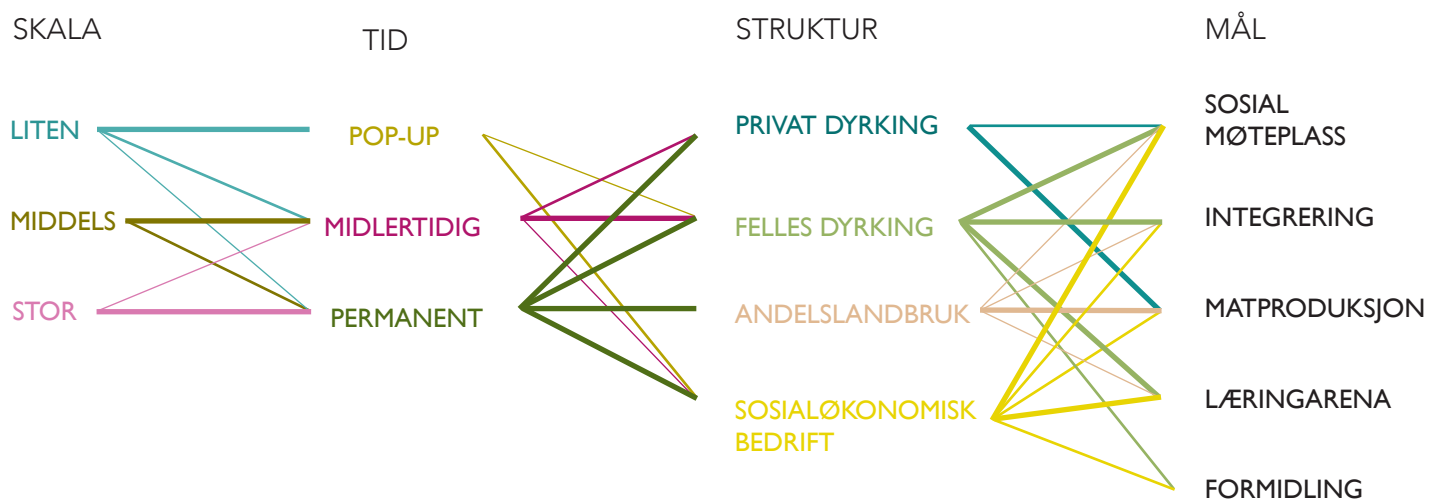 SKALA
TID
STRUKTUR
MÅL
LITEN
MIDDELS
STOR
POP-UP
MIDLERTIDIG
PERMANENT
PRIVAT DYRKING
FELLES DYRKING
ANDELSLANDBRUK
SOSIALØKONOMISK
BEDRIFT
SOSIAL
MØTEPLASS
INTEGRERING
MATPRODUKSJON
LÆRINGARENA
FORMIDLING